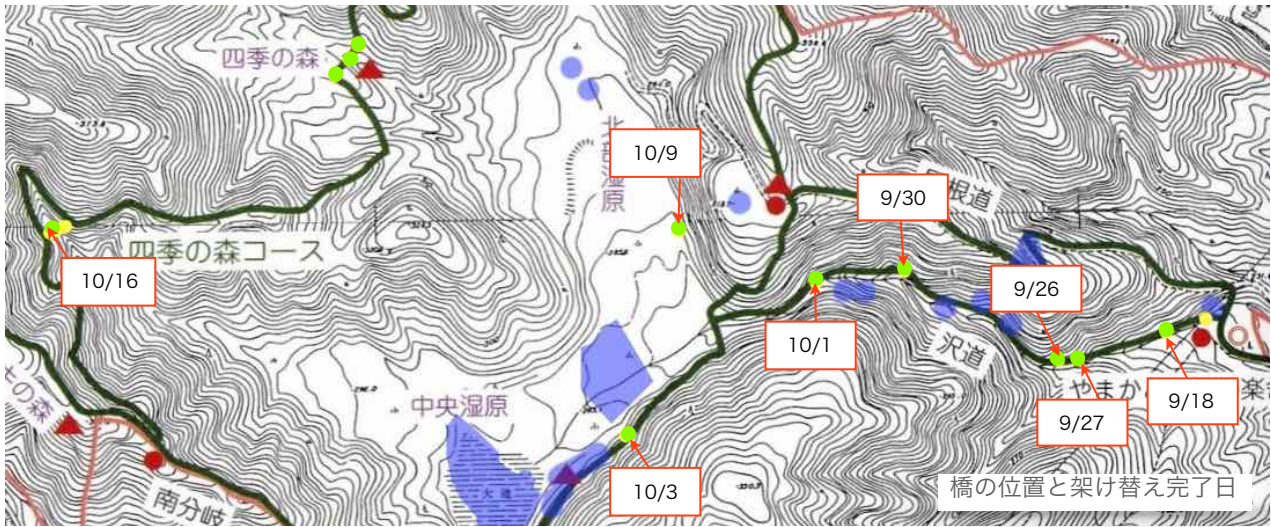 四季の森
北部湿原
10/9
9/30
根道
四季の森コース
10/16
9/26
10/1
沢道
やまか
楽
9/18
9/27
の森
中央湿原
大池
10/3
南分岐
橋の位置と架け替え完了日